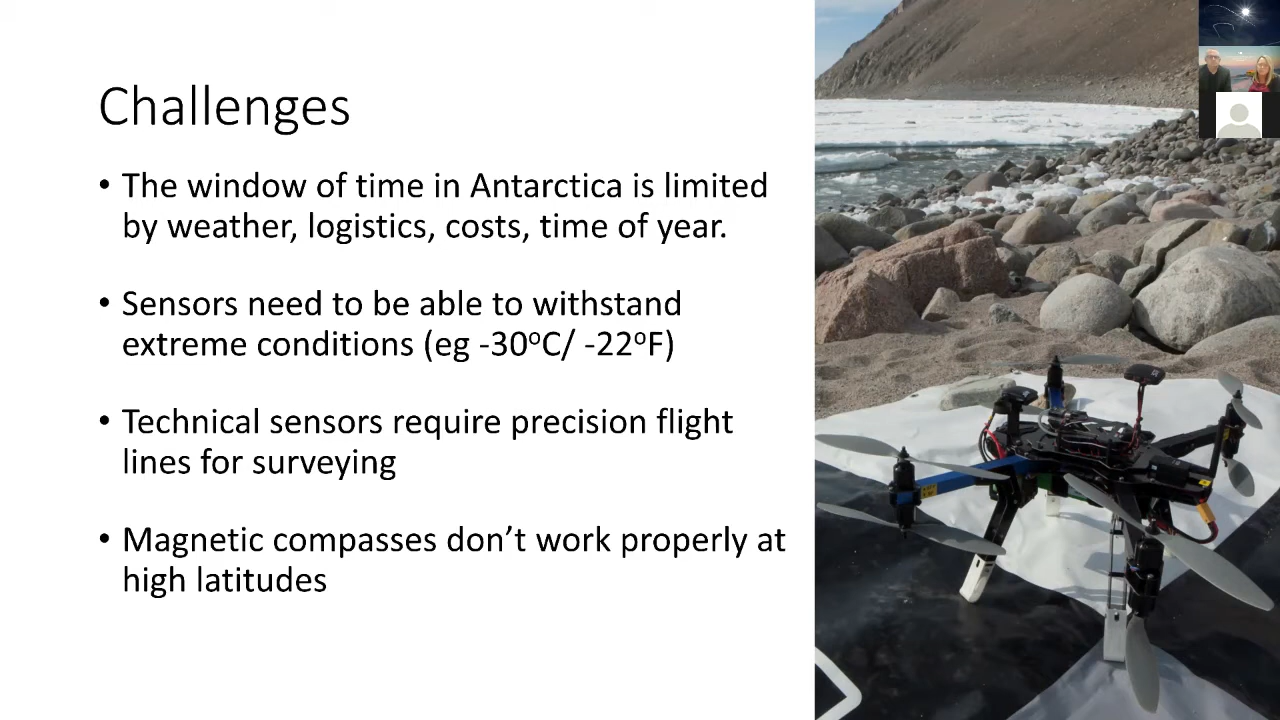 Challenges
• The window of time in Antarctica is limited
by weather, logistics, costs, time of year.
• Sensors need to be able to withstand
extreme conditions (eg -30ᵒC/ -22ᵒF)
• Technical sensors require precision flight
lines for surveying
• Magnetic compasses don’t work properly at
high latitudes